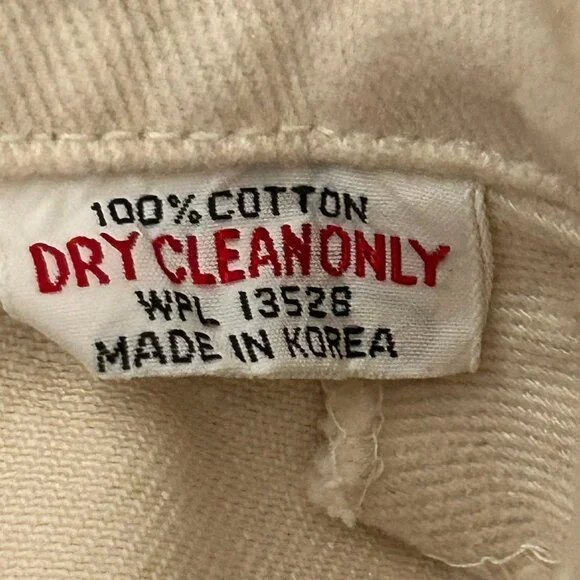 100% COTTON
DRY CLEAN ONLY
WPL 13528
MADE IN KOREA